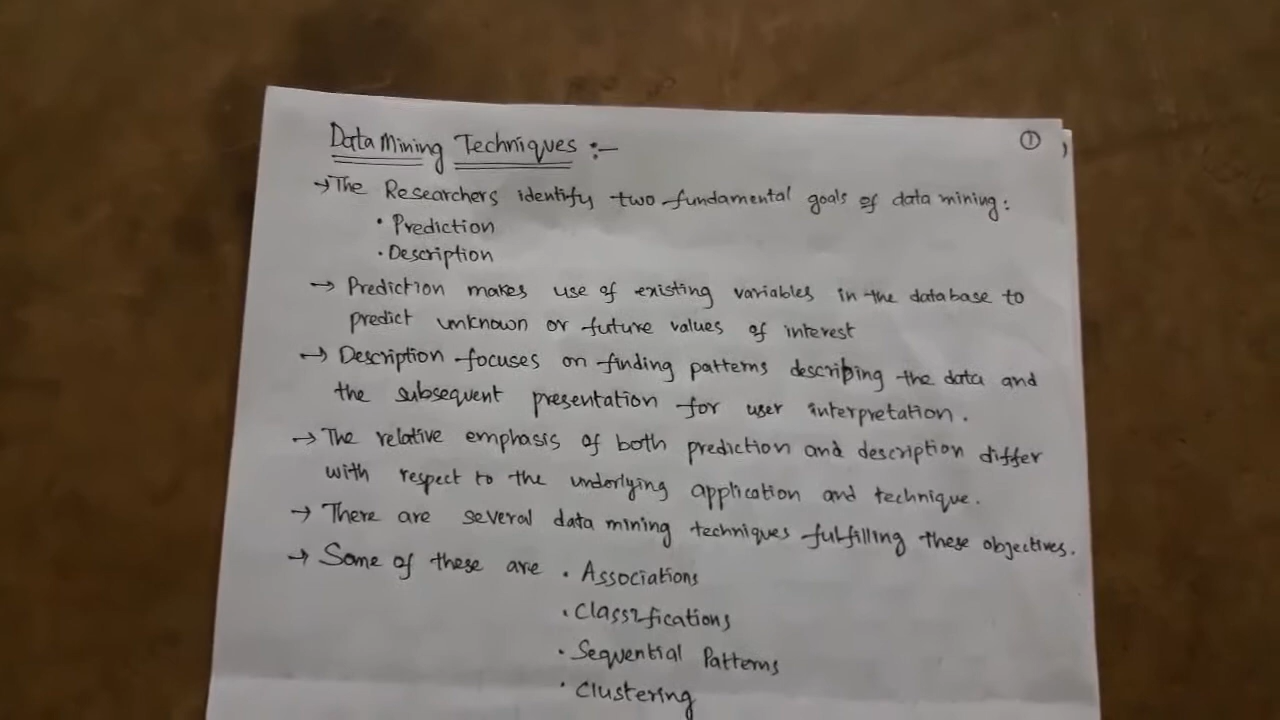 Data Mining Techniques :-
①
→ The Researchers identify two fundamental goals of data mining:
• Prediction
• Description
→ Prediction makes use of existing variables in the database to
predict unknown or future values of interest
→ Description focuses on finding patterns describing the data and
the subsequent presentation for user interpretation.
→ The relative emphasis of both prediction and description differ
with respect to the underlying application and technique.
→ There are several data mining techniques fulfilling these objectives.
→ Some of these are • Associations
• Classifications
• Sequential Patterns
• Clustering